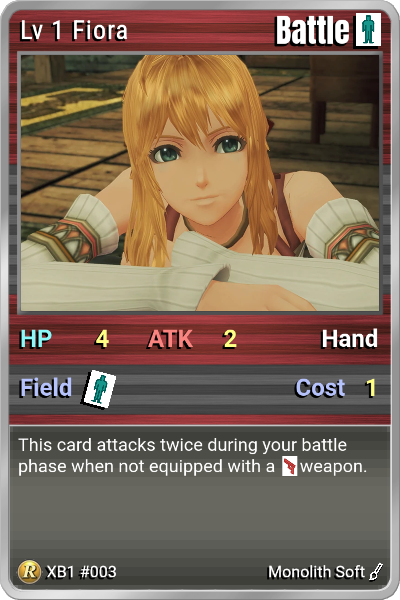 Lv 1 Fiora
Battle
HP 4 ATK 2 Hand
Field Cost 1
This card attacks twice during your battle
phase when not equipped with a weapon.
R XB1 #003 Monolith Soft